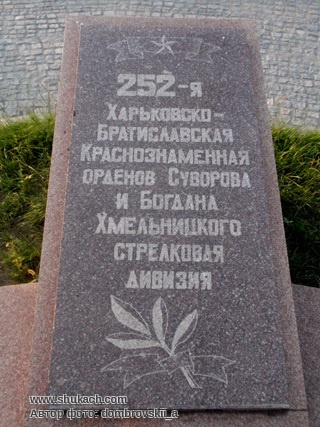 252-я
Харьковско-
Братиславская
Краснознаменная
орденов Суворова
и Богдана
Хмельницкого
стрелковая
дивизия
www.shukach.com
Автор фото: dombrovskii_a